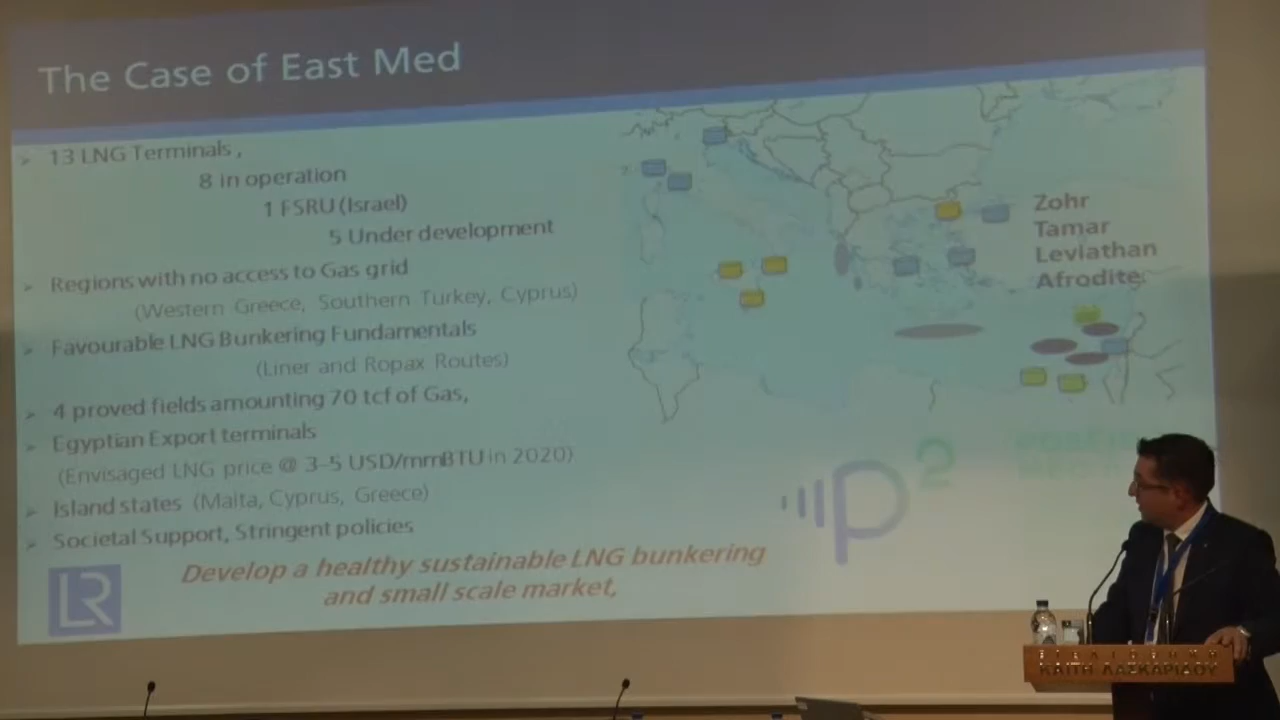 The Case of East Med
13 LNG Terminals ,
8 in operation
1 FSRU (Israel)
5 Under development
Regions with no access to Gas grid
(Western Greece, Southern Turkey, Cyprus)
Favourable LNG Bunkering Fundamentals
(Liner and Ropax Routes)
4 proved fields amounting 70 tcf of Gas,
Egyptian Export terminals
(Envisaged LNG price @ 3-5 USD/mmBTU in 2020)
Island states (Malta, Cyprus, Greece)
Societal Support, Stringent policies
Develop a healthy sustainable LNG bunkering
and small scale market,
LR
Zohr
Tamar
Leviathan
Afrodite
P2
ΚΑΙΤΗ ΛΑΣΚΑΡΙΔΟΥ